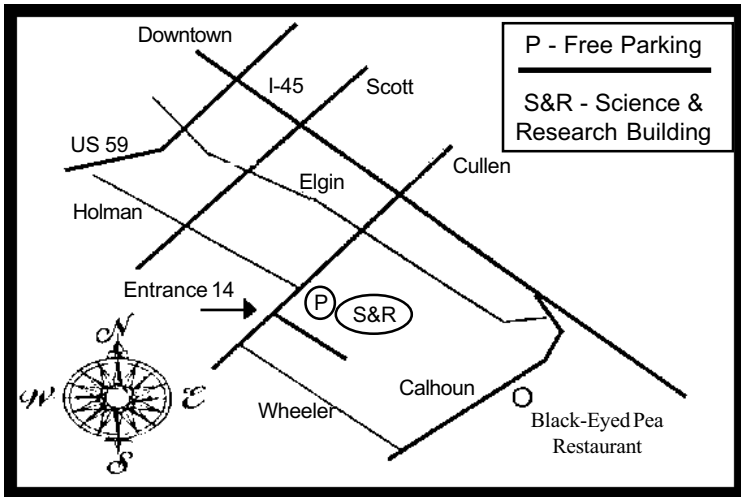 Downtown
P - Free Parking
S&R - Science &
Research Building
I-45
Scott
US 59
Cullen
Elgin
Holman
Entrance 14
P
S&R
N
W
E
S
Calhoun
Wheeler
Black-Eyed Pea
Restaurant